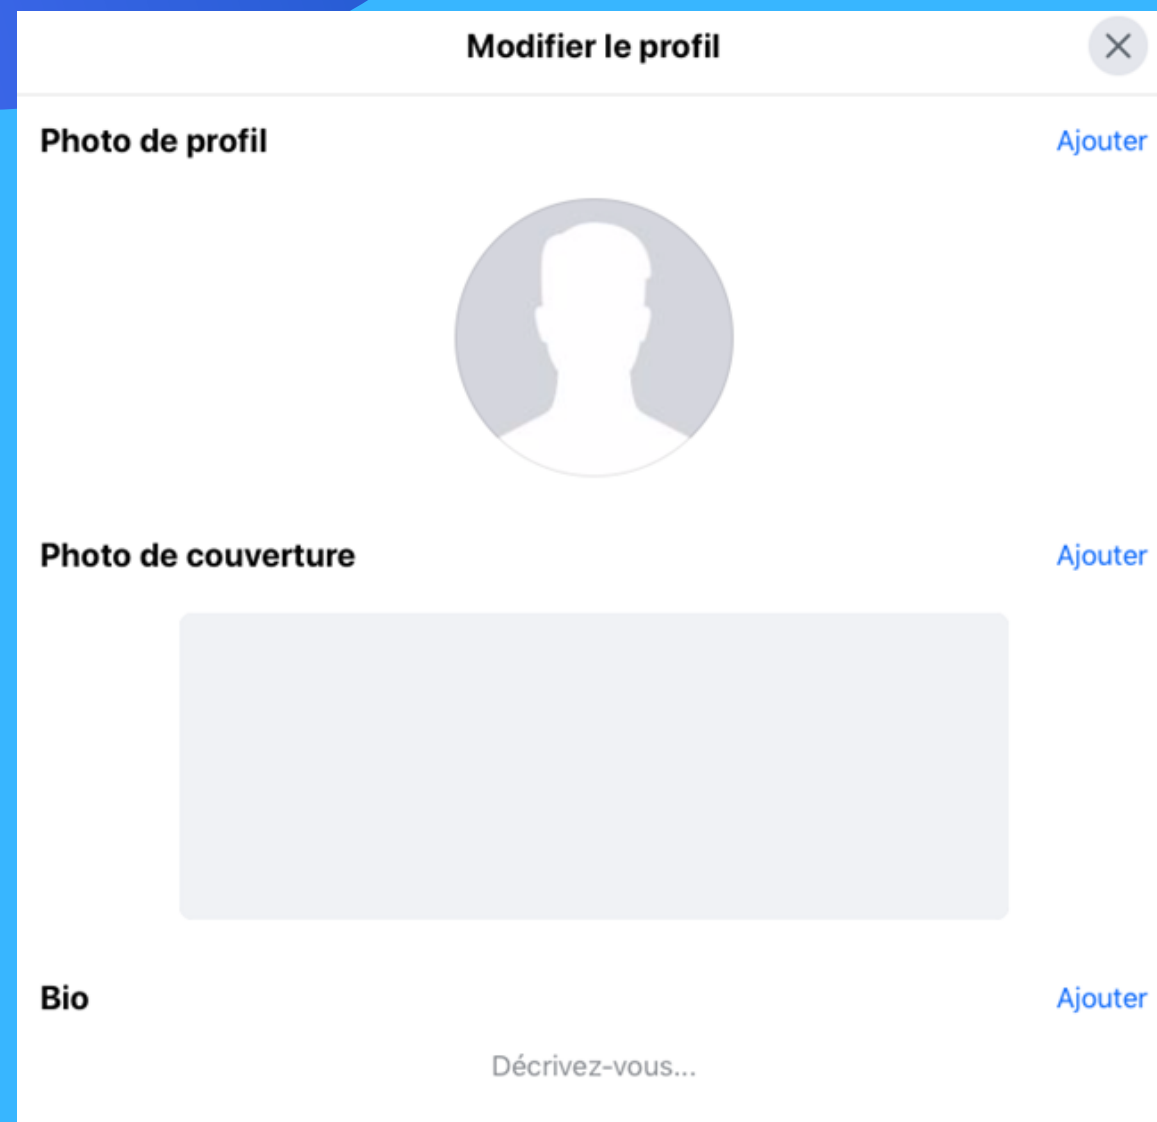 Modifier le profil
Photo de profil
Ajouter
Photo de couverture
Ajouter
Bio
Ajouter
Décrivez-vous...